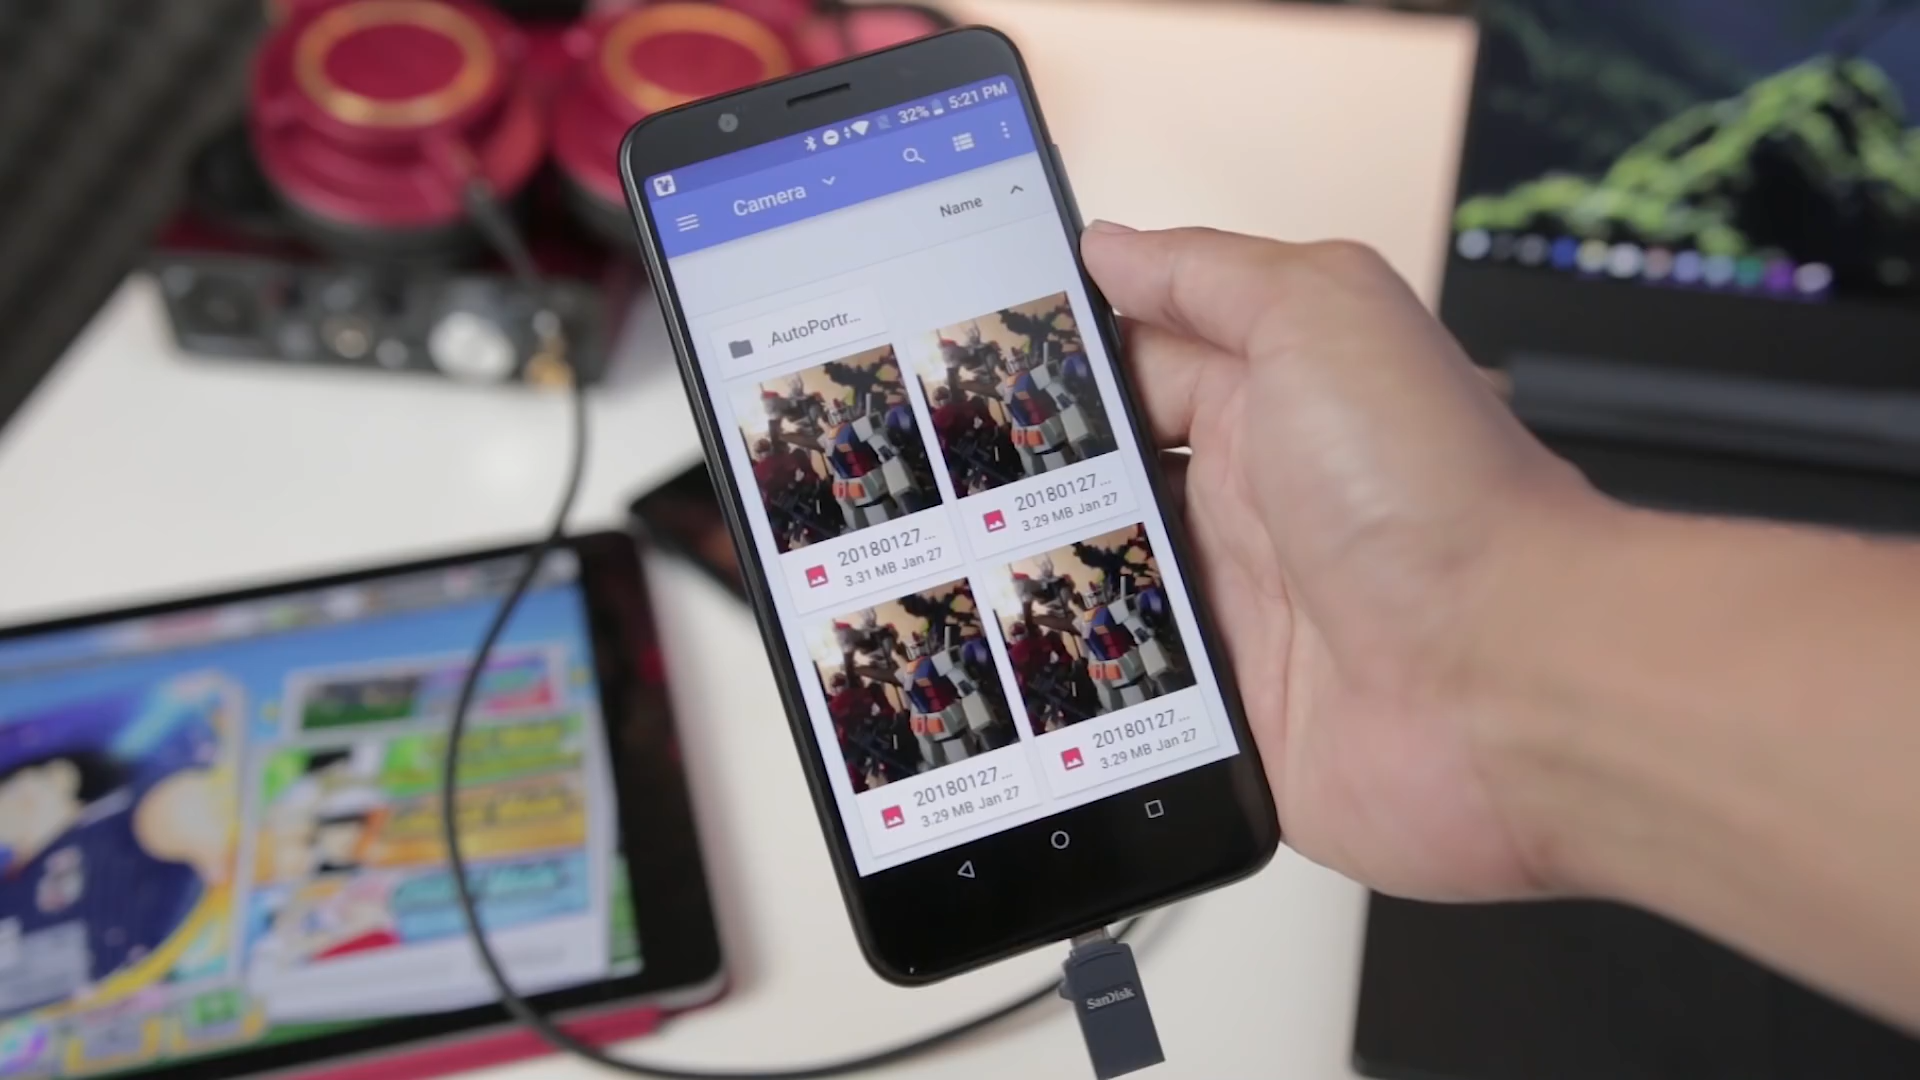 32% 5:21 PM
Camera
Name
.AutoPortr...
20180127...
3.31 MB Jan 27
20180127...
3.29 MB Jan 27
20180127...
3.29 MB Jan 27
20180127...
3.29 MB Jan 27
SanDisk